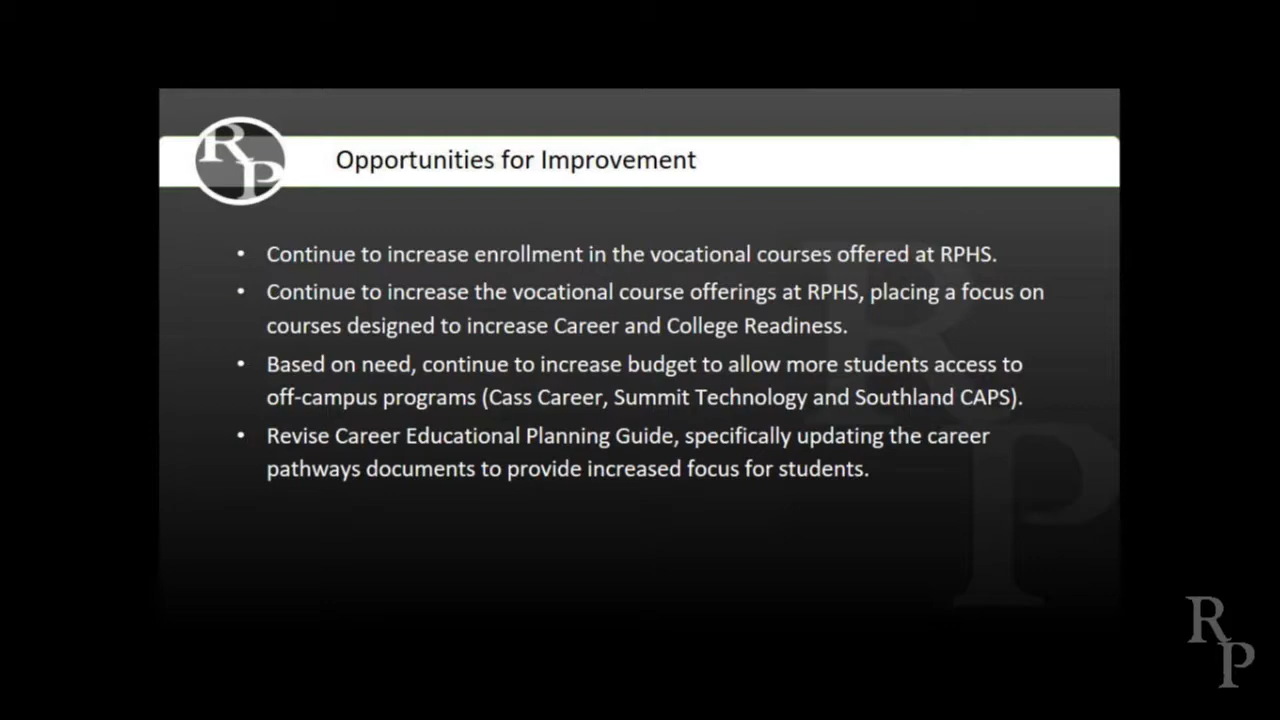 RP
Opportunities for Improvement
• Continue to increase enrollment in the vocational courses offered at RPHS.
• Continue to increase the vocational course offerings at RPHS, placing a focus on
courses designed to increase Career and College Readiness.
• Based on need, continue to increase budget to allow more students access to
off-campus programs (Cass Career, Summit Technology and Southland CAPS).
• Revise Career Educational Planning Guide, specifically updating the career
pathways documents to provide increased focus for students.
RP
RP